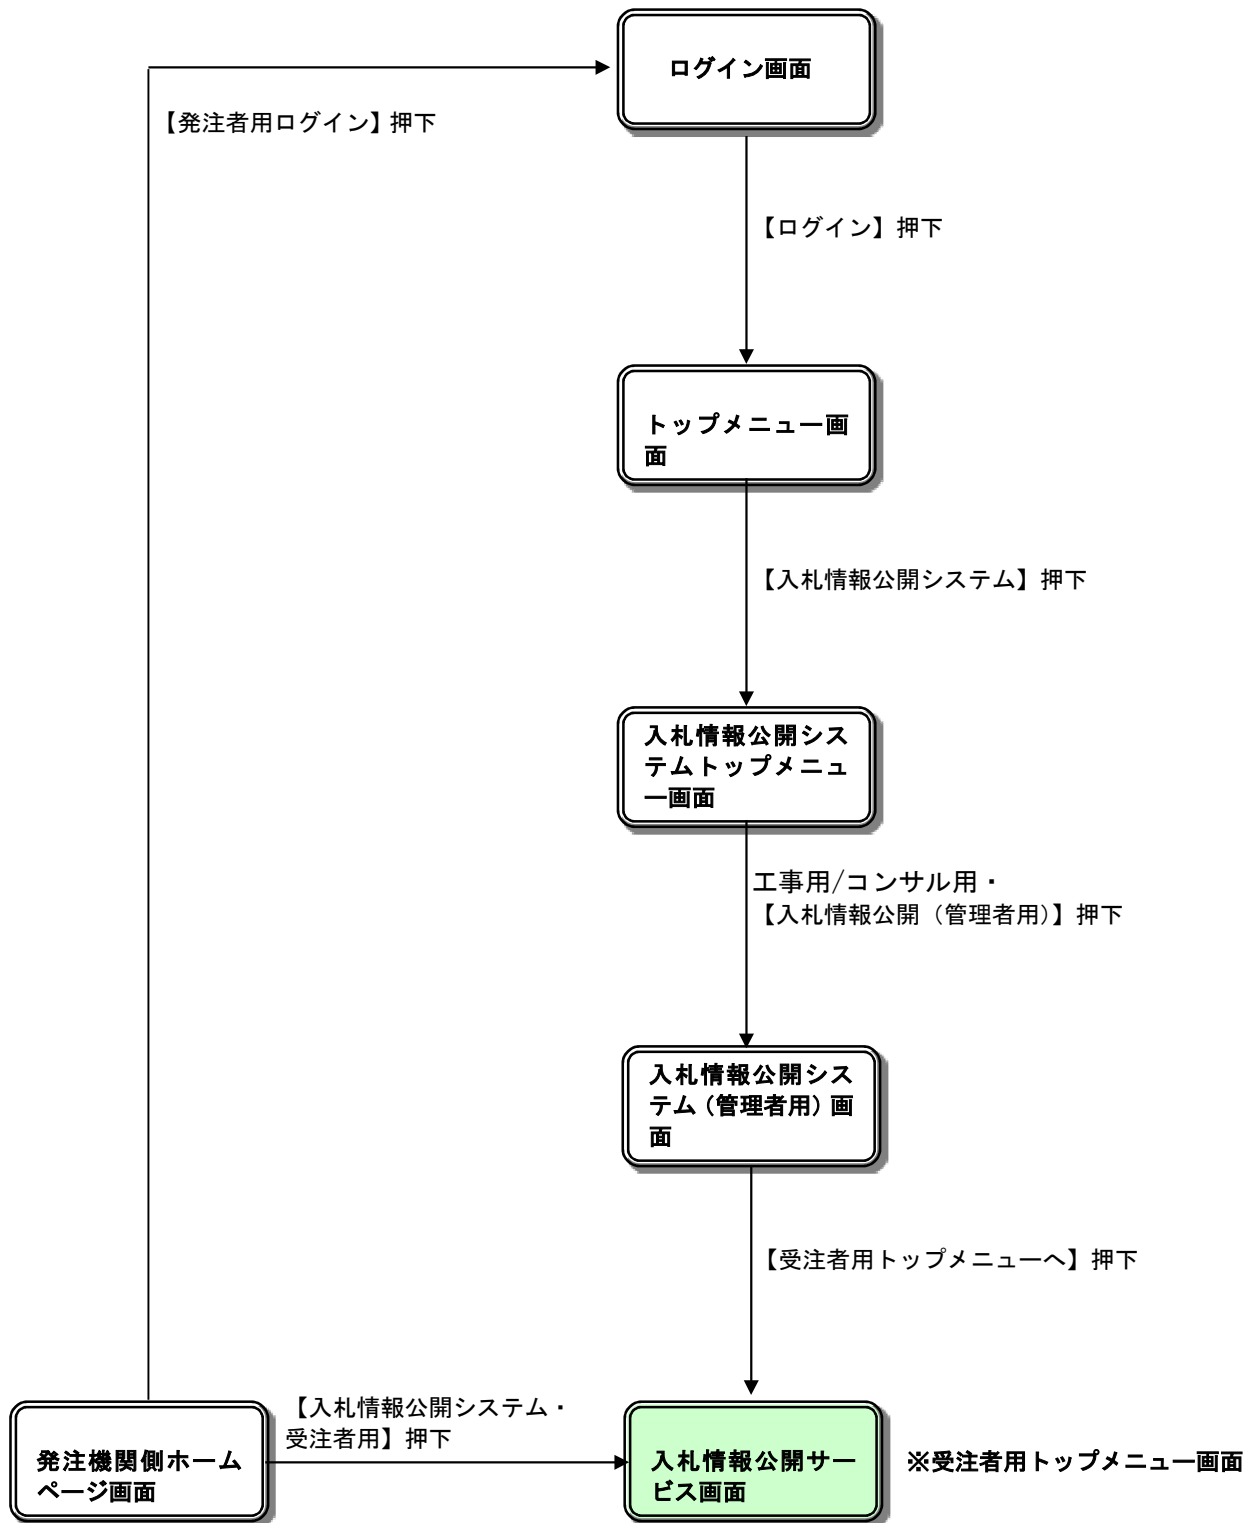 ログイン画面
【発注者用ログイン】押下
【ログイン】押下
トップメニュー画
面
【入札情報公開システム】押下
入札情報公開シス
テムトップメニュ
ー画面
工事用/コンサル用・
【入札情報公開（管理者用）】押下
入札情報公開シス
テム（管理者用）画
面
【受注者用トップメニューへ】押下
【入札情報公開システム・
受注者用】押下
発注機関側ホーム
ページ画面
入札情報公開サー
ビス画面
※受注者用トップメニュー画面